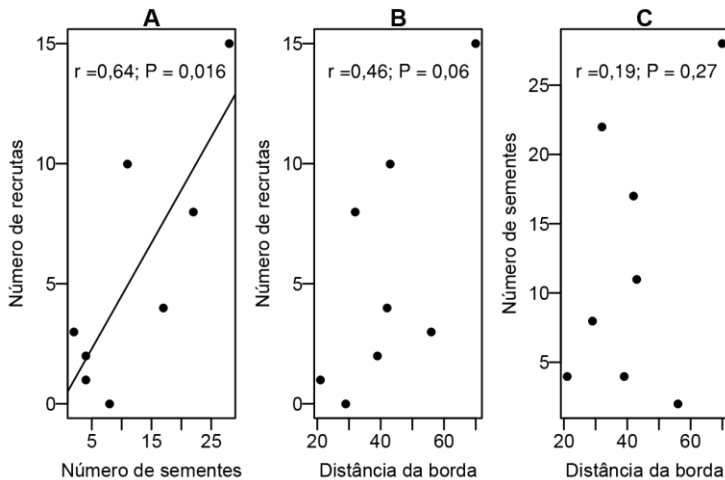 A
r =0,64; P = 0,016
15
10
5
0
Número de recrutas
5
15
25
Número de sementes
B
r =0,46; P = 0,06
15
10
5
0
Número de recrutas
20
40
60
Distância da borda
C
r =0,19; P = 0,27
25
20
15
10
5
Número de sementes
20
40
60
Distância da borda